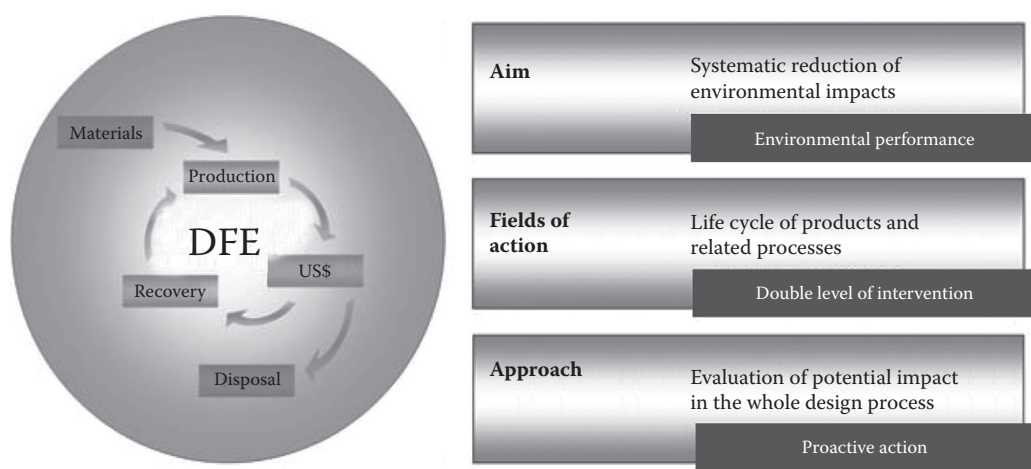 Materials
Production
DFE
US$
Recovery
Disposal
Aim
Systematic reduction of
environmental impacts
Environmental performance
Fields of
action
Life cycle of products and
related processes
Double level of intervention
Approach
Evaluation of potential impact
in the whole design process
Proactive action